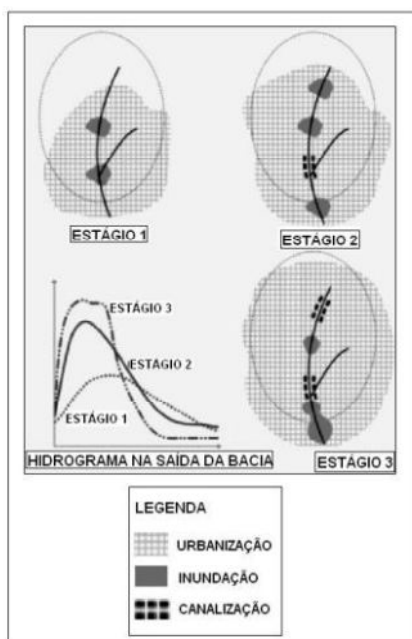 ESTÁGIO 1
ESTÁGIO 2
ESTÁGIO 3
ESTÁGIO 2
ESTÁGIO 1
HIDROGRAMA NA SAÍDA DA BACIA
ESTÁGIO 3
LEGENDA
URBANIZAÇÃO
INUNDAÇÃO
CANALIZAÇÃO